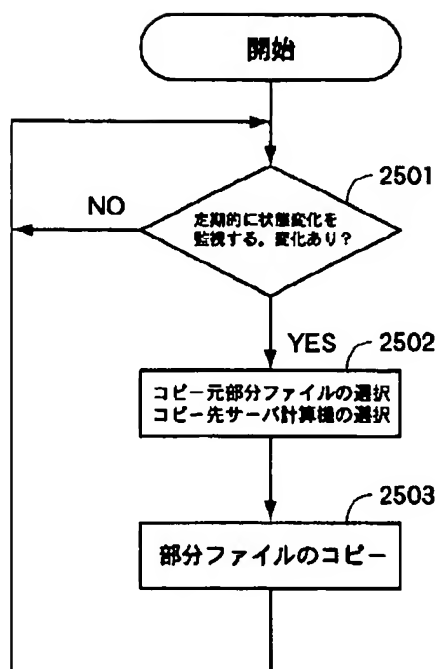 開始
2501
NO
定期的に状態変化を
監視する。変化あり?
YES
2502
コピー元部分ファイルの選択
コピー先サーバ計算機の選択
2503
部分ファイルのコピー